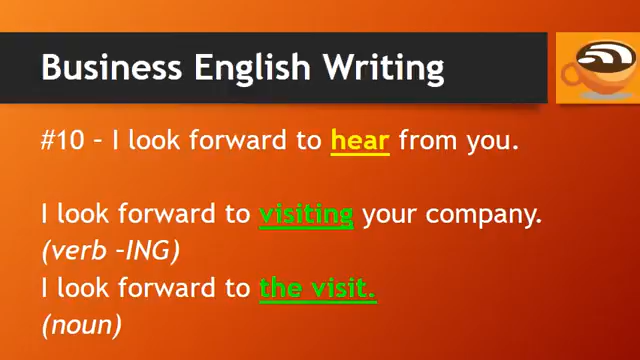 Business English Writing
#10 – I look forward to hear from you.
I look forward to visiting your company.
(verb –ING)
I look forward to the visit.
(noun)